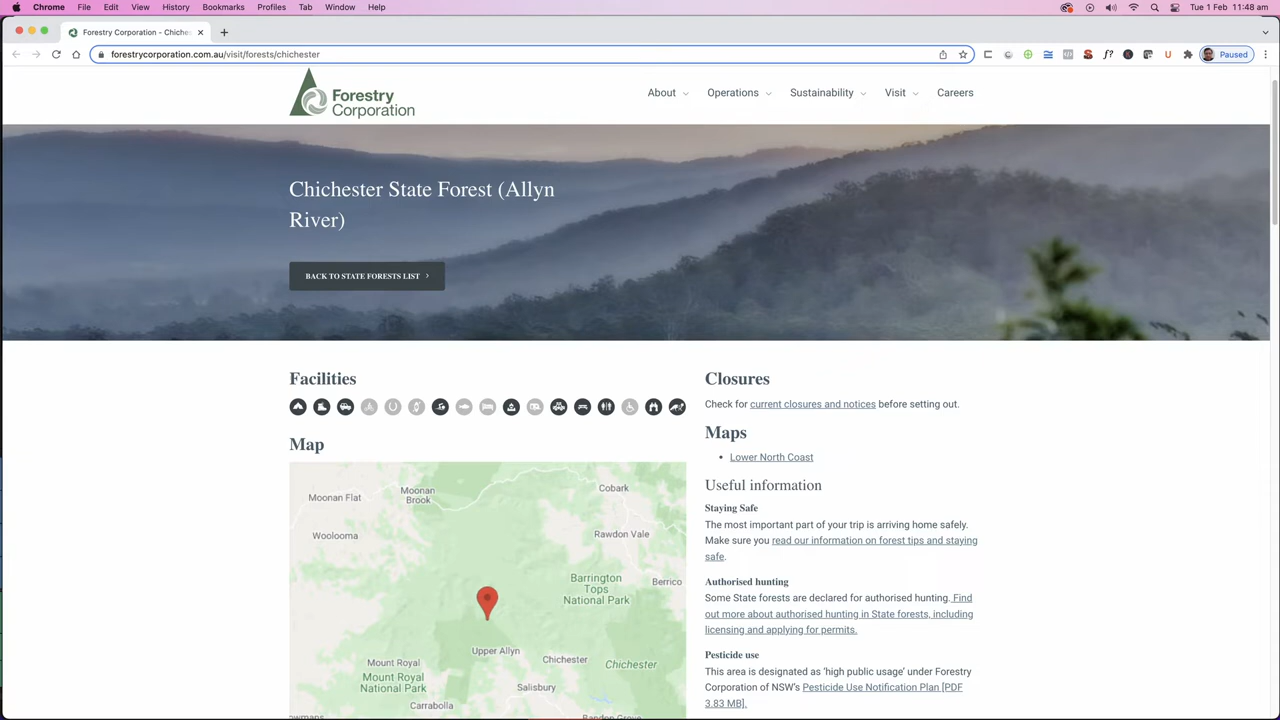 Chrome File Edit View History Bookmarks Profiles Tab Window Help Tue 1 Feb 11:48 am
Forestry Corporation - Chiches
forestrycorporation.com.au/visit/forests/chichester
Paused
Forestry Corporation
About Operations Sustainability Visit Careers
Chichester State Forest (Allyn
River)
BACK TO STATE FORESTS LIST
Facilities
Map
Moonan Flat
Moonan
Brook
Cobark
Woolooma
Rawdon Vale
Barrington
Tops
National Park
Berrico
Upper Allyn
Chichester
Chichester
Mount Royal
Mount Royal
National Park
Salisbury
Carrabolla
owmans
Bandon Grove
Closures
Check for current closures and notices before setting out.
Maps
• Lower North Coast
Useful information
Staying Safe
The most important part of your trip is arriving home safely.
Make sure you read our information on forest tips and staying
safe.
Authorised hunting
Some State forests are declared for authorised hunting. Find
out more about authorised hunting in State forests, including
licensing and applying for permits.
Pesticide use
This area is designated as ‘high public usage’ under Forestry
Corporation of NSW’s Pesticide Use Notification Plan [PDF
3.83 MB].